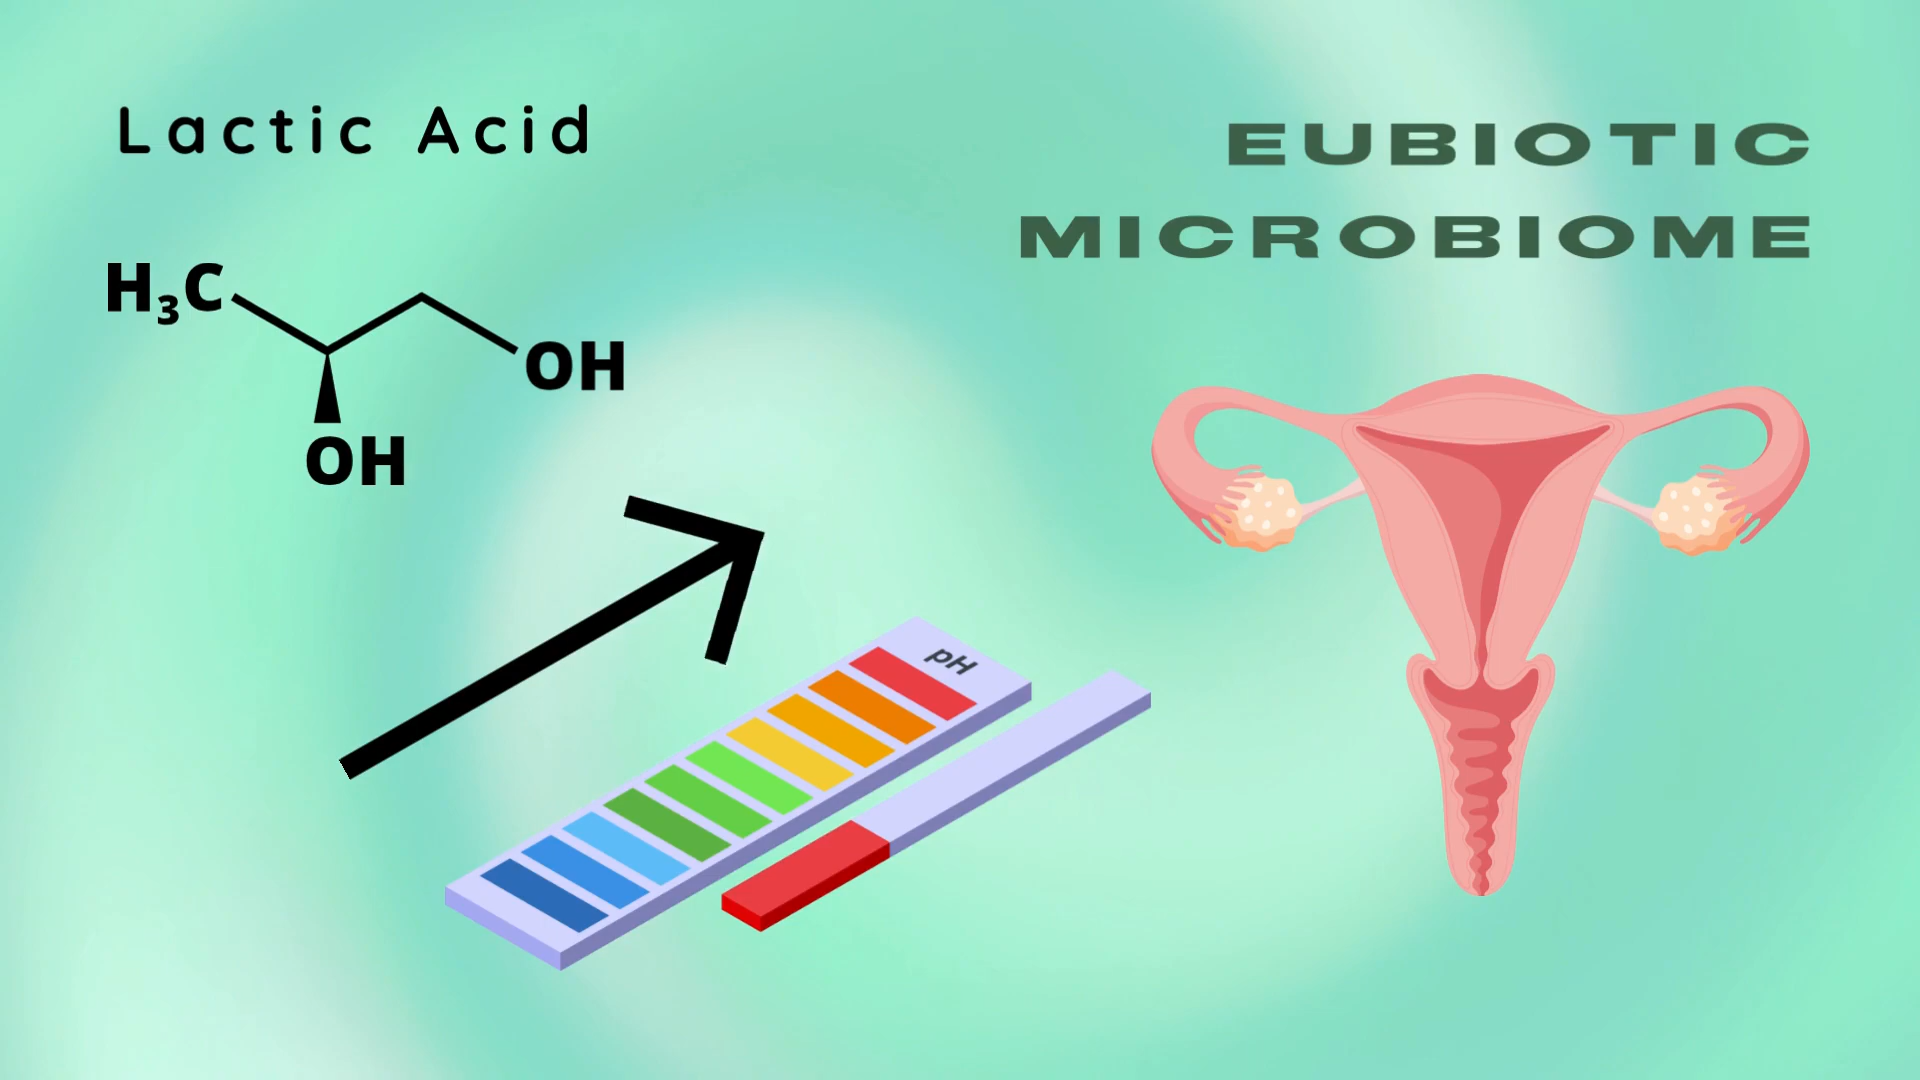 Lactic Acid
EUBIOTIC
MICROBIOME
H₃C
OH
OH
pH